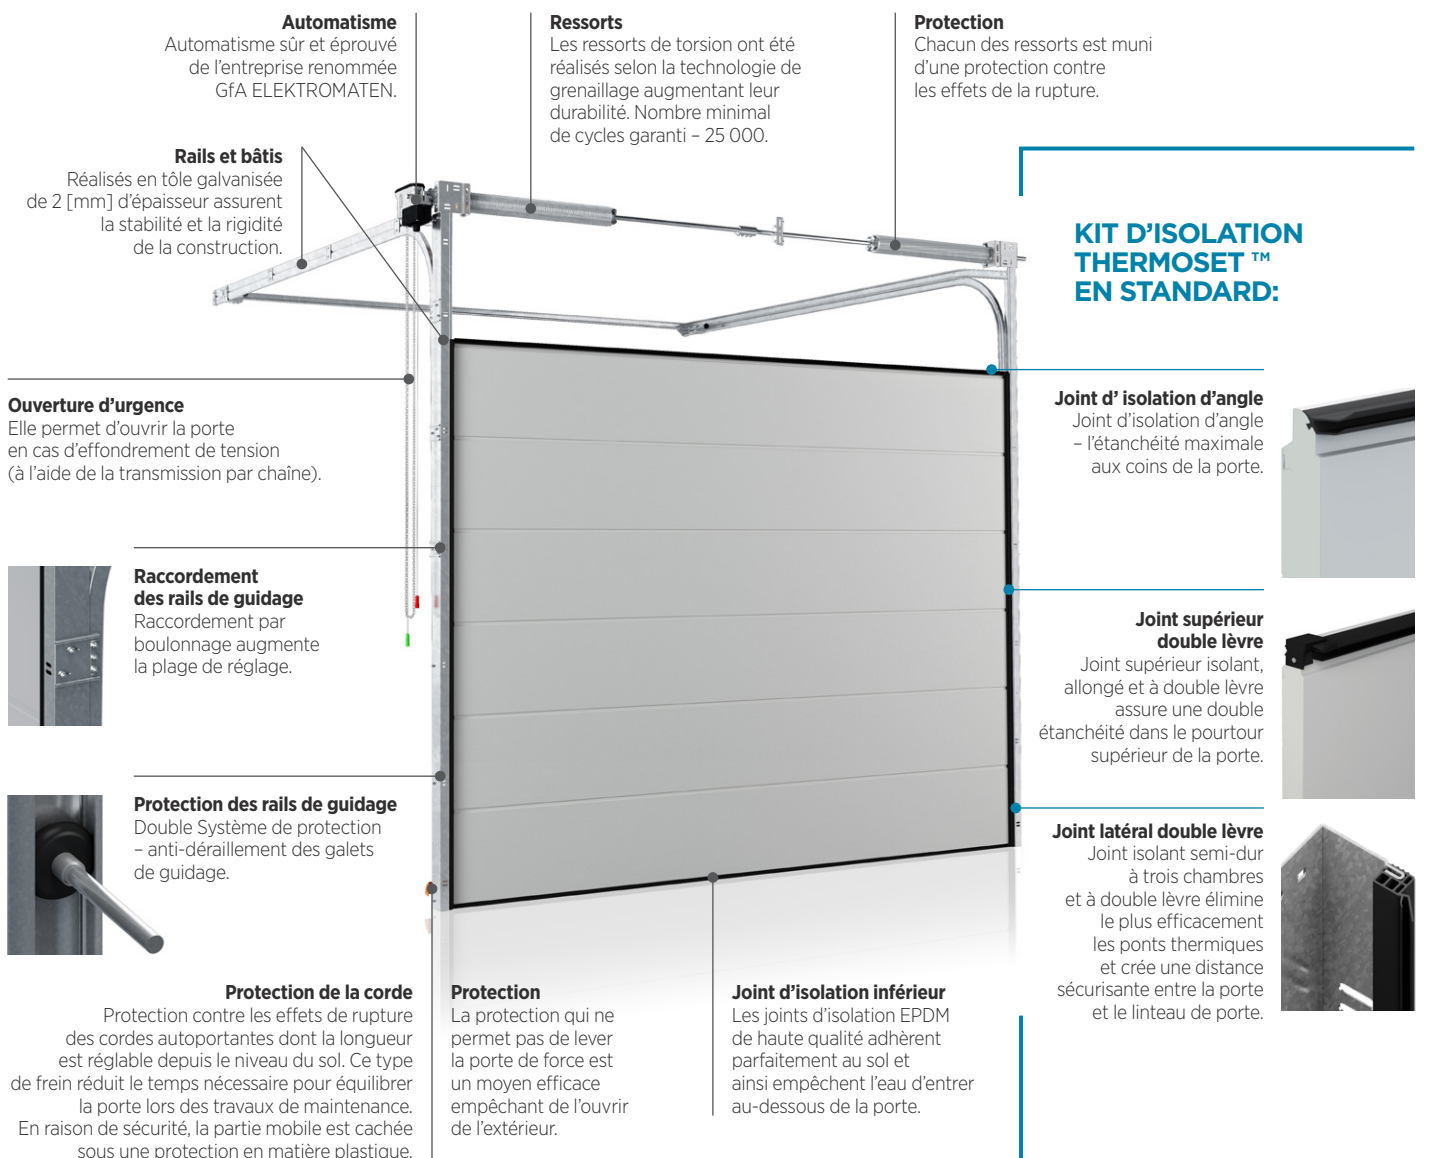 Automatisme
Automatisme sûr et éprouvé
de l'entreprise renommée
GfA ELEKTROMATEN.
Ressorts
Les ressorts de torsion ont été
réalisés selon la technologie de
grenaillage augmentant leur
durabilité. Nombre minimal
de cycles garanti – 25 000.
Protection
Chacun des ressorts est muni
d'une protection contre
les effets de la rupture.
Rails et bâtis
Réalisés en tôle galvanisée
de 2 [mm] d'épaisseur assurent
la stabilité et la rigidité
de la construction.
KIT D'ISOLATION
THERMOSET ™
EN STANDARD:
Ouverture d'urgence
Elle permet d'ouvrir la porte
en cas d'effondrement de tension
(à l'aide de la transmission par chaîne).
Joint d' isolation d'angle
Joint d'isolation d'angle
– l'étanchéité maximale
aux coins de la porte.
Raccordement
des rails de guidage
Raccordement par
boulonnage augmente
la plage de réglage.
Joint supérieur
double lèvre
Joint supérieur isolant,
allongé et à double lèvre
assure une double
étanchéité dans le pourtour
supérieur de la porte.
Protection des rails de guidage
Double Système de protection
– anti-déraillement des galets
de guidage.
Joint latéral double lèvre
Joint isolant semi-dur
à trois chambres
et à double lèvre élimine
le plus efficacement
les ponts thermiques
et crée une distance
sécurisante entre la porte
et le linteau de porte.
Protection de la corde
Protection contre les effets de rupture
des cordes autoportantes dont la longueur
est réglable depuis le niveau du sol. Ce type
de frein réduit le temps nécessaire pour équilibrer
la porte lors des travaux de maintenance.
En raison de sécurité, la partie mobile est cachée
sous une protection en matière plastique.
Protection
La protection qui ne
permet pas de lever
la porte de force est
un moyen efficace
empêchant de l'ouvrir
de l'extérieur.
Joint d'isolation inférieur
Les joints d'isolation EPDM
de haute qualité adhèrent
parfaitement au sol et
ainsi empêchent l'eau d'entrer
au-dessous de la porte.